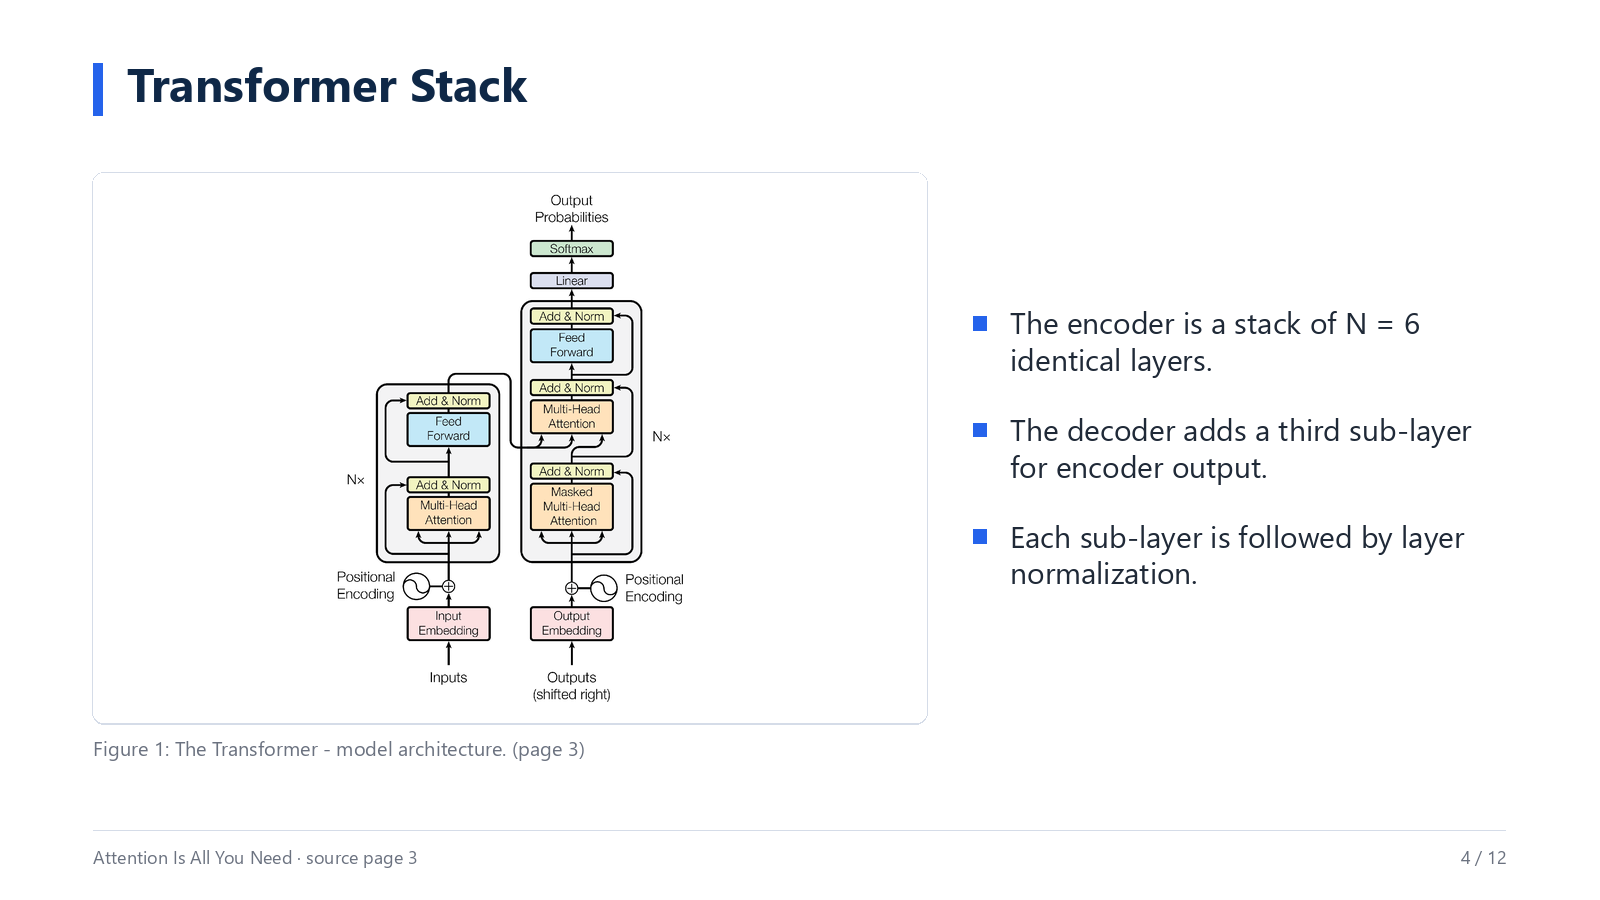 Transformer Stack
Output
Probabilities
Softmax
Linear
Add & Norm
Feed
Forward
Add & Norm
Multi-Head
Attention
Add & Norm
Masked
Multi-Head
Attention
N×
Add & Norm
Feed
Forward
N×
Add & Norm
Multi-Head
Attention
Positional
Encoding
Positional
Encoding
Input
Embedding
Output
Embedding
Inputs
Outputs
(shifted right)
Figure 1: The Transformer - model architecture. (page 3)
The encoder is a stack of N = 6
identical layers.
The decoder adds a third sub-layer
for encoder output.
Each sub-layer is followed by layer
normalization.
Attention Is All You Need · source page 3
4 / 12